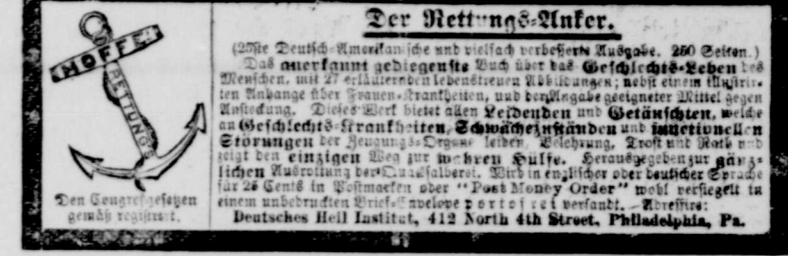 HOFFE!
RETTUNGS
Den Congreßgesetzen
gemäß registrirt.
Der Rettungs-Anker.
(25ste Deutsch-Amerikanische und vielfach verbesserte Ausgabe. 250 Seiten.)
Das anerkannt gediegenste Buch über das Geschlechts-Leben des
Menschen, mit 27 erläuternden lebenstreuen Abbildungen; nebst einem illustrir-
ten Anhange über Frauen-Krankheiten, und der Angabe geeigneter Mittel gegen
Ansteckung. Dieses Werk bietet allen Leidenden und Getäuschten, welche
an Geschlechts-Krankheiten, Schwächezuständen und functionellen
Störungen der Zeugungs-Organe leiden, Belehrung, Trost und Rath und
zeigt den einzigen Weg zur wahren Hülfe. Herausgegeben zur gänz-
lichen Ausrottung der Quacksalberei. Wird in englischer oder deutscher Sprache
für 25 Cents in Postmarken oder "Post Money Order" wohl versiegelt in
einem unbedruckten Brief-Envelope portofrei versandt. — Adressire:
Deutsches Heil Institut, 412 North 4th Street, Philadelphia, Pa.